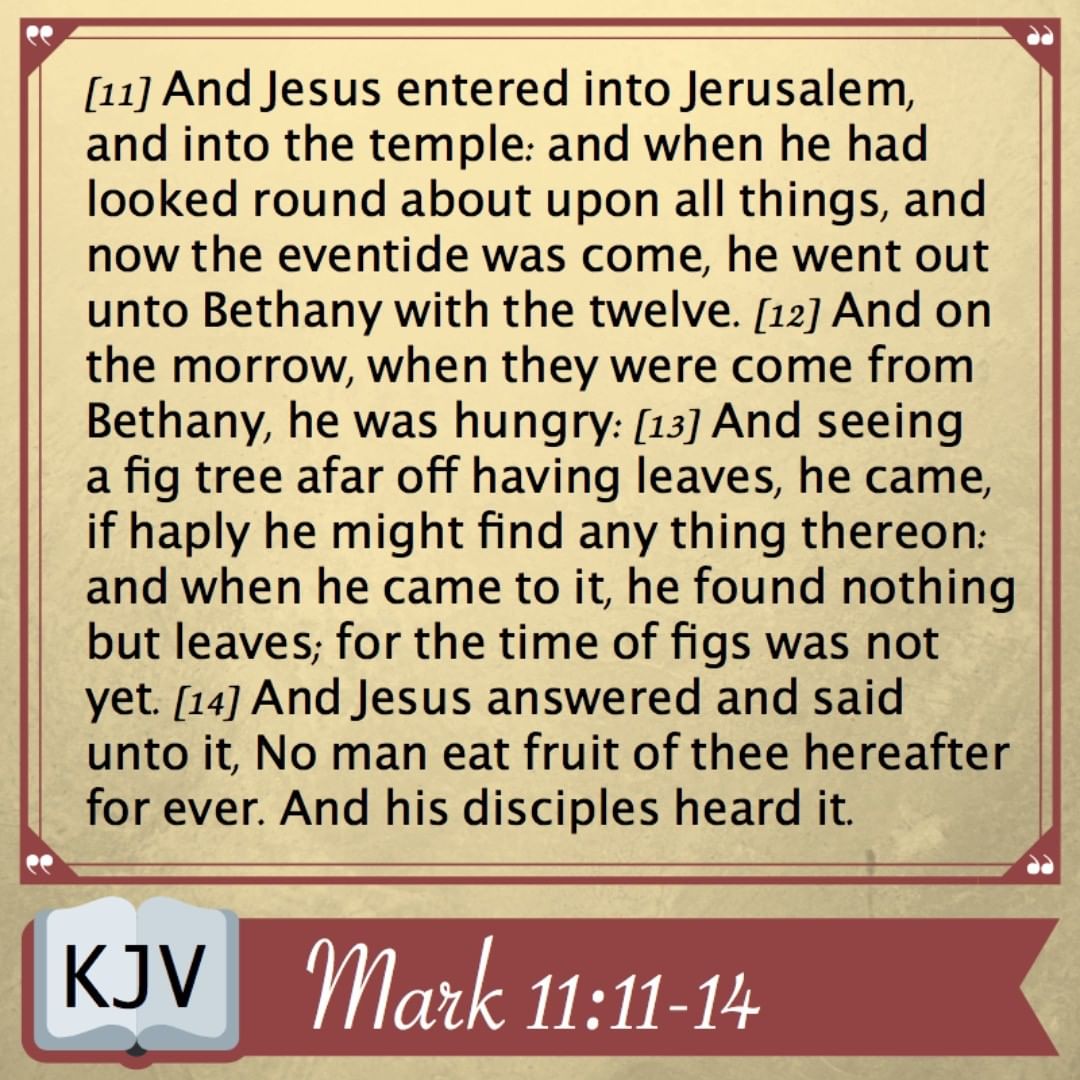 [11] And Jesus entered into Jerusalem,
and into the temple: and when he had
looked round about upon all things, and
now the eventide was come, he went out
unto Bethany with the twelve. [12] And on
the morrow, when they were come from
Bethany, he was hungry: [13] And seeing
a fig tree afar off having leaves, he came,
if haply he might find any thing thereon:
and when he came to it, he found nothing
but leaves; for the time of figs was not
yet. [14] And Jesus answered and said
unto it, No man eat fruit of thee hereafter
for ever. And his disciples heard it.
KJV
Mark 11:11-14